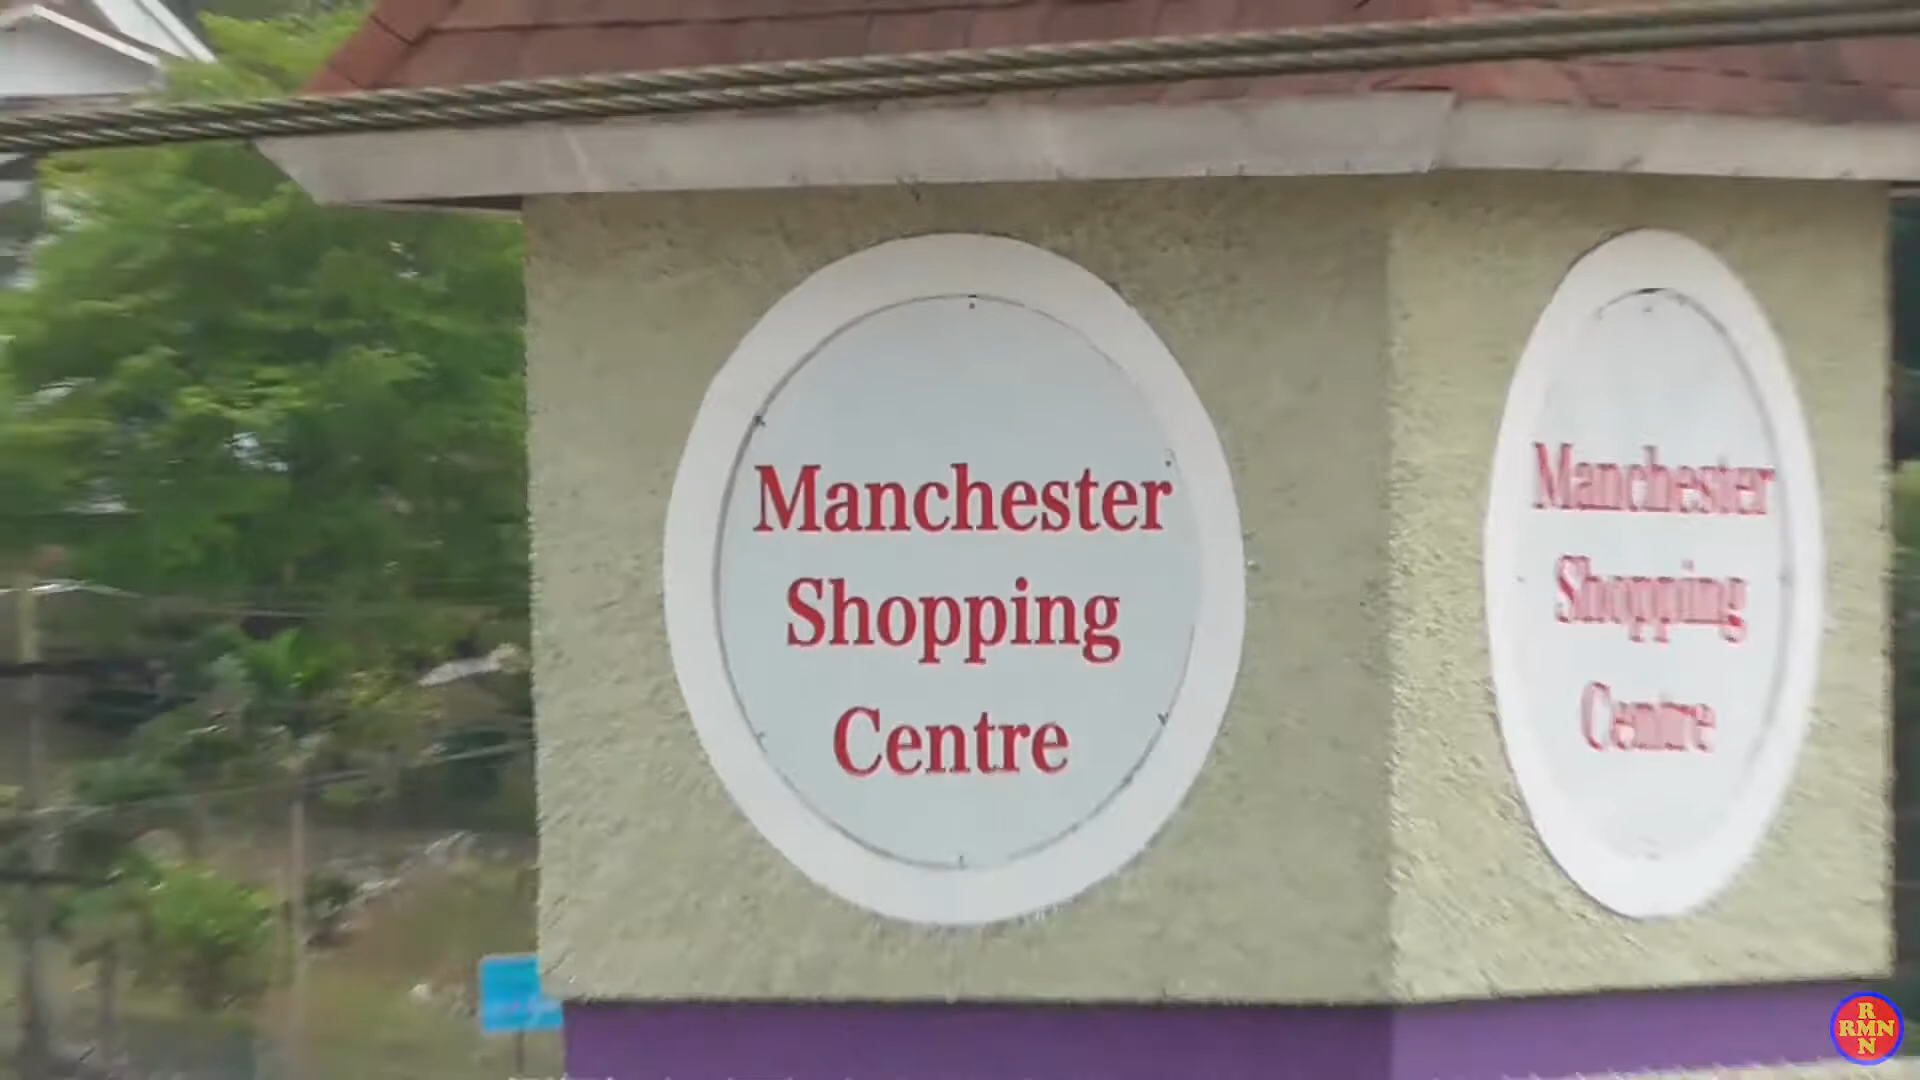 Manchester
Shopping
Centre
Manchester
Shopping
Centre
R
RMN
N